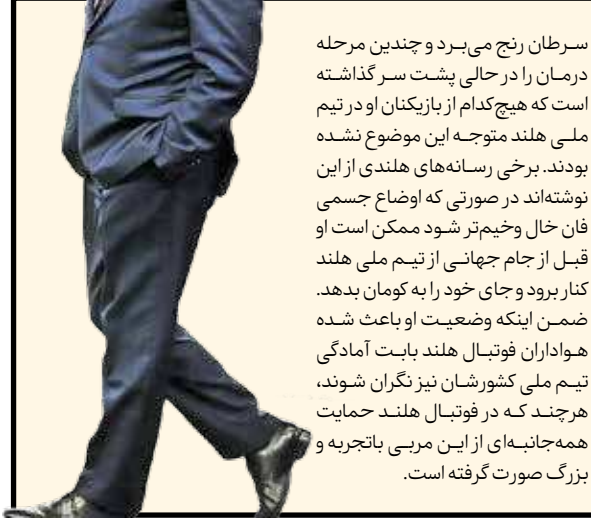 سرطان رنج می‌برد و چندین مرحله
درمان را در حالی پشت سر گذاشته
است که هیچ‌کدام از بازیکنان او در تیم
ملی هلند متوجه این موضوع نشده
بودند. برخی رسانه‌های هلندی از این
نوشته‌اند در صورتی که اوضاع جسمی
فان خال وخیم‌تر شود ممکن است او
قبل از جام جهانی از تیم ملی هلند
کنار برود و جای خود را به کومان بدهد.
ضمن اینکه وضعیت او باعث شده
هواداران فوتبال هلند بابت آمادگی
تیم ملی کشورشان نیز نگران شوند،
هرچند که در فوتبال هلند حمایت
همه‌جانبه‌ای از این مربی باتجربه و
بزرگ صورت گرفته است.